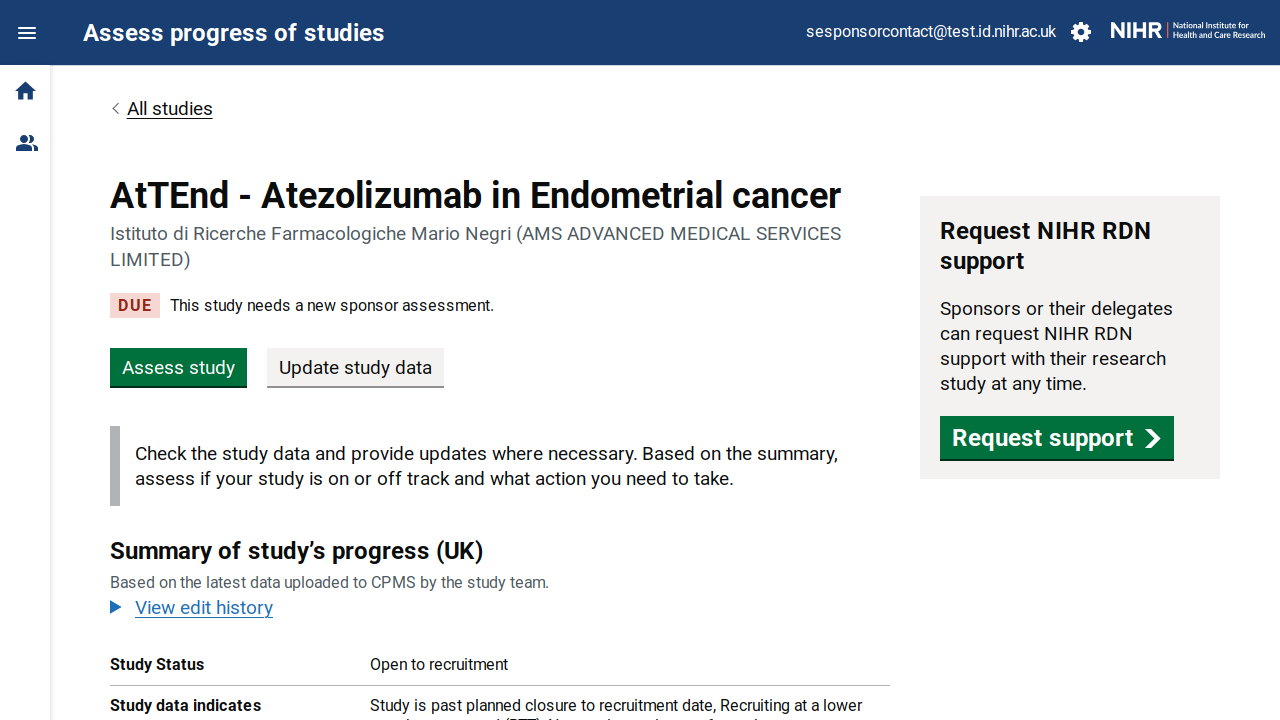 Assess progress of studies
sesponsorcontact@test.id.nihr.ac.uk
NIHR | National Institute for
Health and Care Research
All studies
AtTEnd - Atezolizumab in Endometrial cancer
Istituto di Ricerche Farmacologiche Mario Negri (AMS ADVANCED MEDICAL SERVICES
LIMITED)
DUE This study needs a new sponsor assessment.
Assess study
Update study data
Check the study data and provide updates where necessary. Based on the summary,
assess if your study is on or off track and what action you need to take.
Summary of study’s progress (UK)
Based on the latest data uploaded to CPMS by the study team.
View edit history
Study Status Open to recruitment
Study data indicates Study is past planned closure to recruitment date, Recruiting at a lower
Request NIHR RDN
support
Sponsors or their delegates
can request NIHR RDN
support with their research
study at any time.
Request support